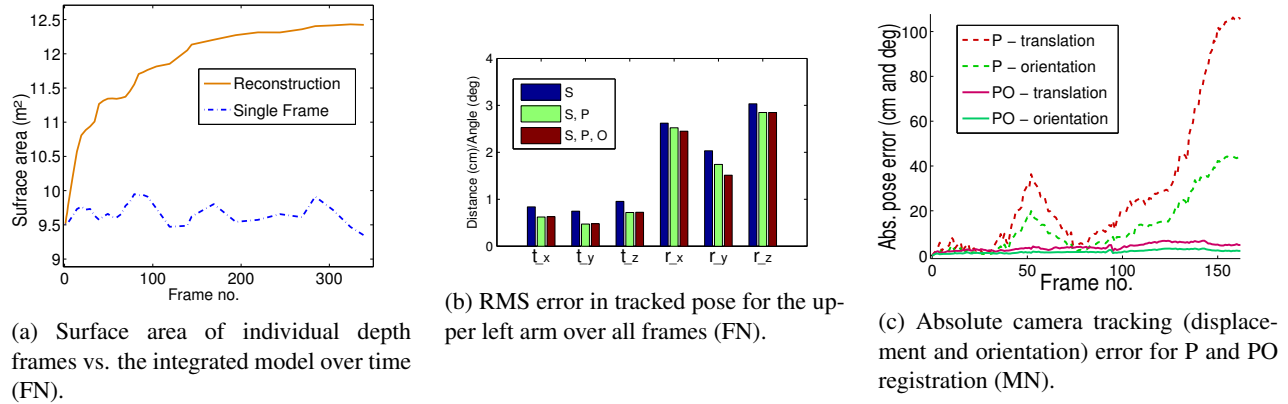 12.5
12
11.5
11
10.5
10
9.5
9
Sufrace area (m²)
Reconstruction
Single Frame
0
100
200
300
Frame no.
(a) Surface area of individual depth
frames vs. the integrated model over time
(FN).
4
3
2
1
0
Distance (cm)/Angle (deg)
S
S, P
S, P, O
t_x
t_y
t_z
r_x
r_y
r_z
(b) RMS error in tracked pose for the up-
per left arm over all frames (FN).
100
80
60
40
20
0
Abs. pose error (cm and deg)
P − translation
P − orientation
PO − translation
PO − orientation
0
50
100
150
Frame no.
(c) Absolute camera tracking (displace-
ment and orientation) error for P and PO
registration (MN).